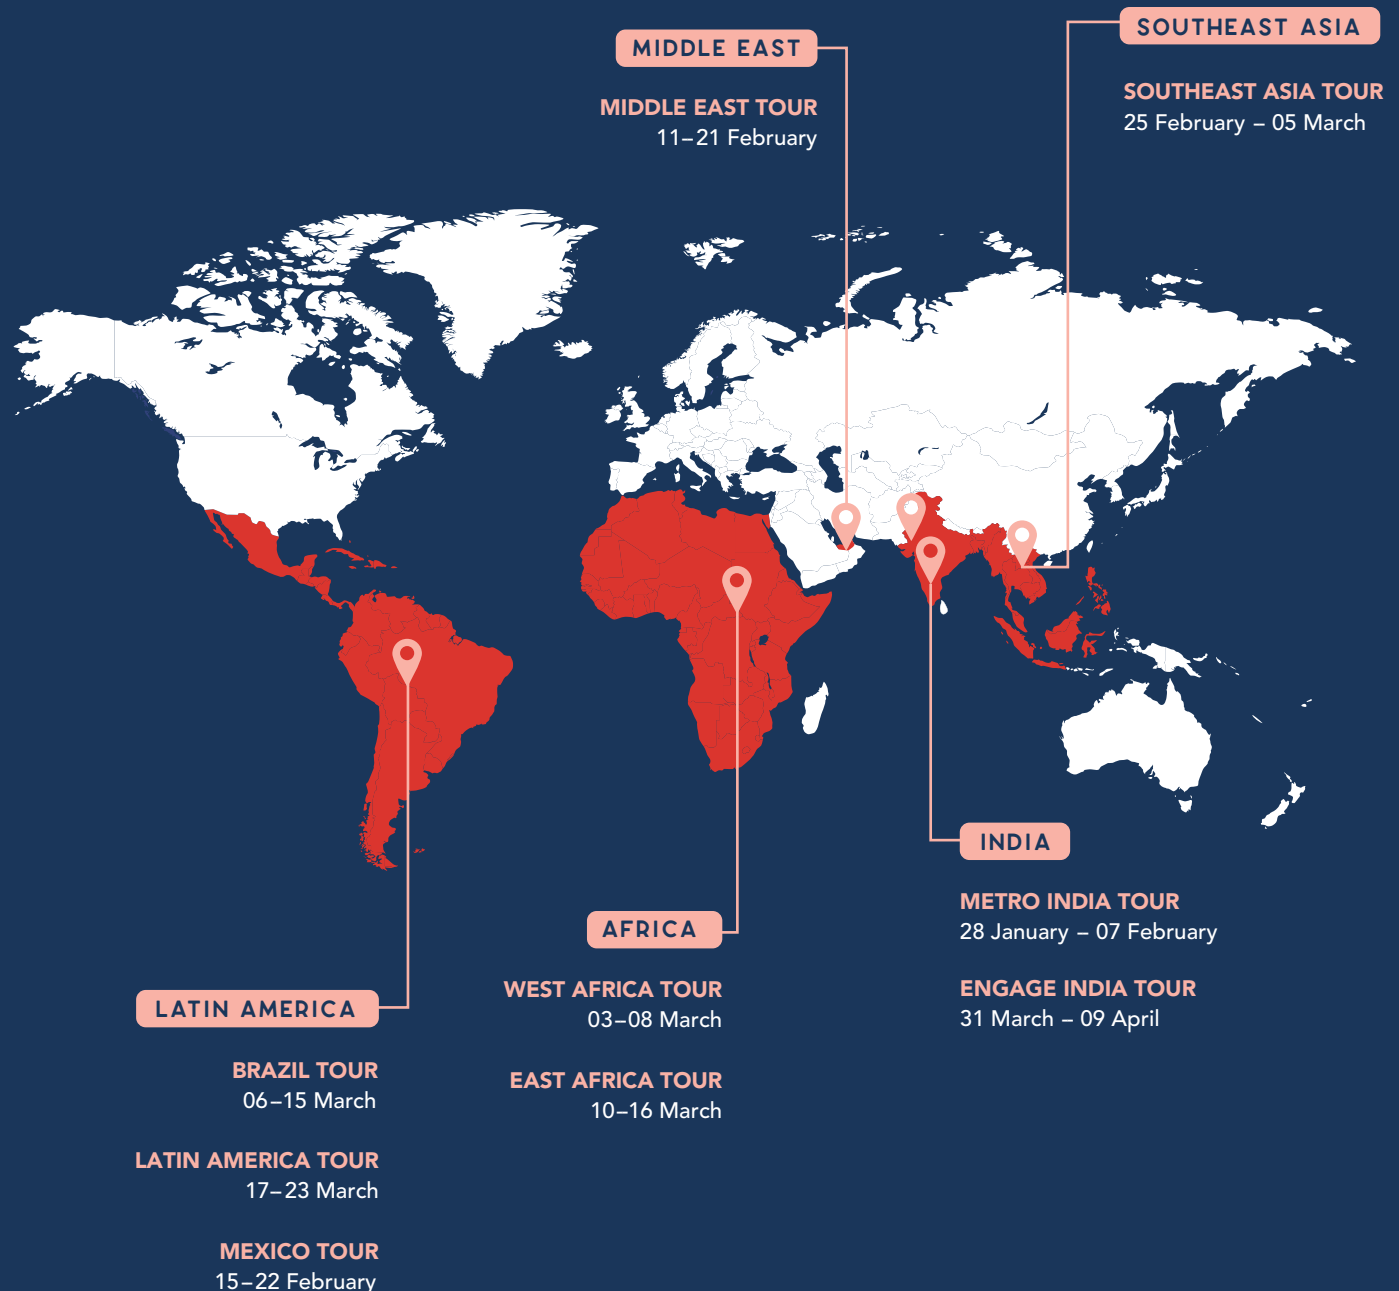 MIDDLE EAST
MIDDLE EAST TOUR
11–21 February
SOUTHEAST ASIA
SOUTHEAST ASIA TOUR
25 February – 05 March
INDIA
METRO INDIA TOUR
28 January – 07 February
ENGAGE INDIA TOUR
31 March – 09 April
AFRICA
WEST AFRICA TOUR
03–08 March
EAST AFRICA TOUR
10–16 March
LATIN AMERICA
BRAZIL TOUR
06–15 March
LATIN AMERICA TOUR
17–23 March
MEXICO TOUR
15–22 February